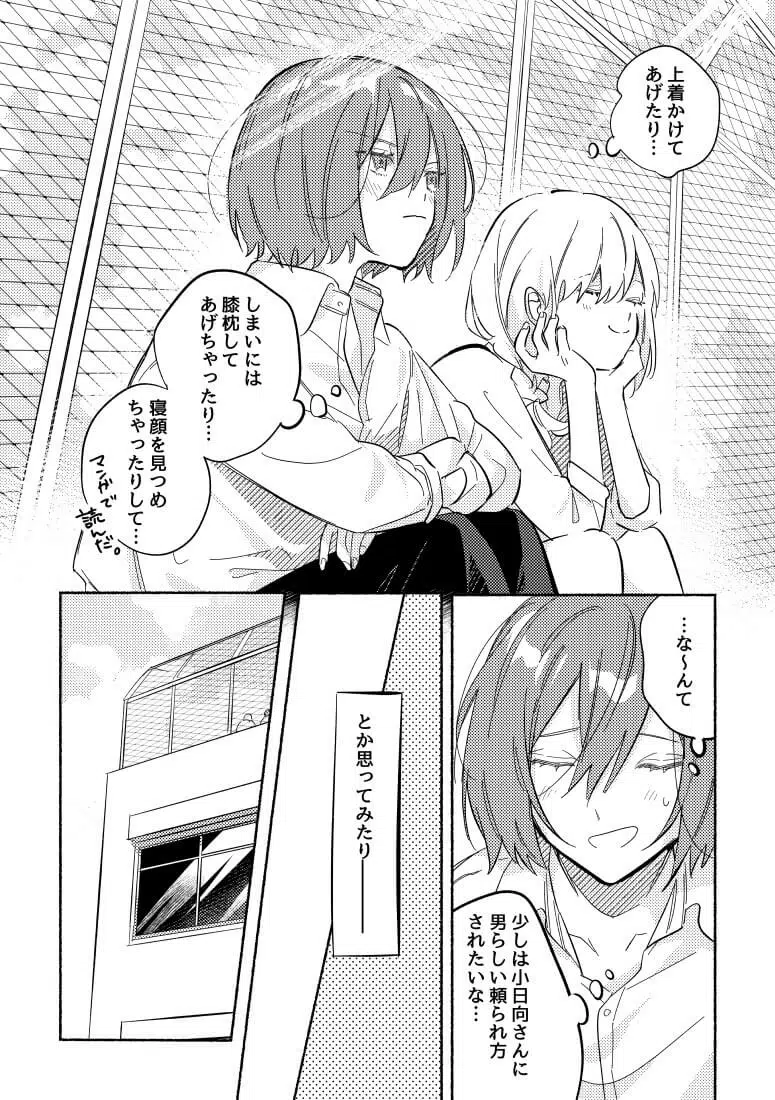 上着かけて
あげたり…
しまいには
膝枕して
あげちゃったり…
寝顔を見つめ
ちゃったりして…
マンガで
読んだ。
…な〜んて
少しは小日向さんに
男らしい頼られ方
されたいな…
とか思ってみたり──